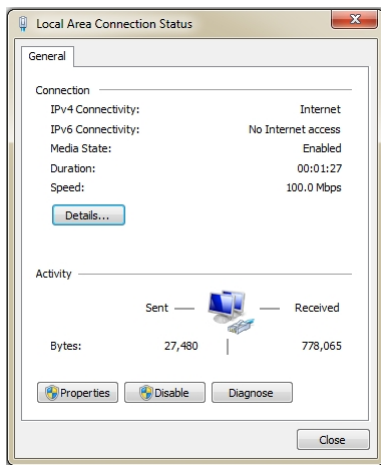 Local Area Connection Status
General
Connection
IPv4 Connectivity: Internet
IPv6 Connectivity: No Internet access
Media State: Enabled
Duration: 00:01:27
Speed: 100.0 Mbps
Details...
Activity
Sent — — Received
Bytes: 27,480 | 778,065
Properties Disable Diagnose
Close